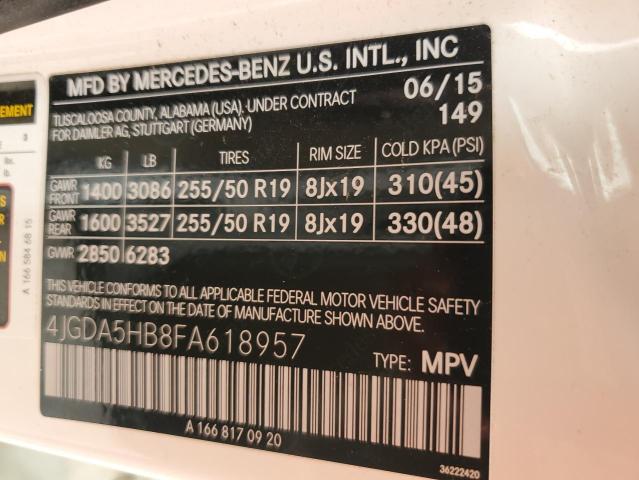 MFD BY MERCEDES-BENZ U.S. INTL., INC
TUSCALOOSA COUNTY, ALABAMA (USA). UNDER CONTRACT 06/15
FOR DAIMLER AG, STUTTGART (GERMANY) 149
KG LB TIRES RIM SIZE COLD KPA (PSI)
GAWR FRONT 1400 3086 255/50 R19 8Jx19 310(45)
GAWR REAR 1600 3527 255/50 R19 8Jx19 330(48)
GVWR 2850 6283
THIS VEHICLE CONFORMS TO ALL APPLICABLE FEDERAL MOTOR VEHICLE SAFETY
STANDARDS IN EFFECT ON THE DATE OF MANUFACTURE SHOWN ABOVE.
4JGDA5HB8FA618957
TYPE: MPV
A 166 817 09 20
36222420
A 166 584 68 15